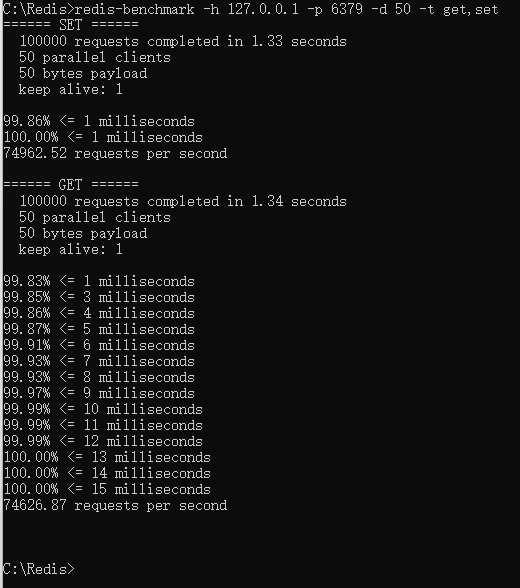 C:\Redis>redis-benchmark -h 127.0.0.1 -p 6379 -d 50 -t get,set
====== SET ======
  100000 requests completed in 1.33 seconds
  50 parallel clients
  50 bytes payload
  keep alive: 1

99.86% <= 1 milliseconds
100.00% <= 1 milliseconds
74962.52 requests per second

====== GET ======
  100000 requests completed in 1.34 seconds
  50 parallel clients
  50 bytes payload
  keep alive: 1

99.83% <= 1 milliseconds
99.85% <= 3 milliseconds
99.86% <= 4 milliseconds
99.87% <= 5 milliseconds
99.91% <= 6 milliseconds
99.93% <= 7 milliseconds
99.93% <= 8 milliseconds
99.97% <= 9 milliseconds
99.99% <= 10 milliseconds
99.99% <= 11 milliseconds
99.99% <= 12 milliseconds
100.00% <= 13 milliseconds
100.00% <= 14 milliseconds
100.00% <= 15 milliseconds
74626.87 requests per second

C:\Redis>